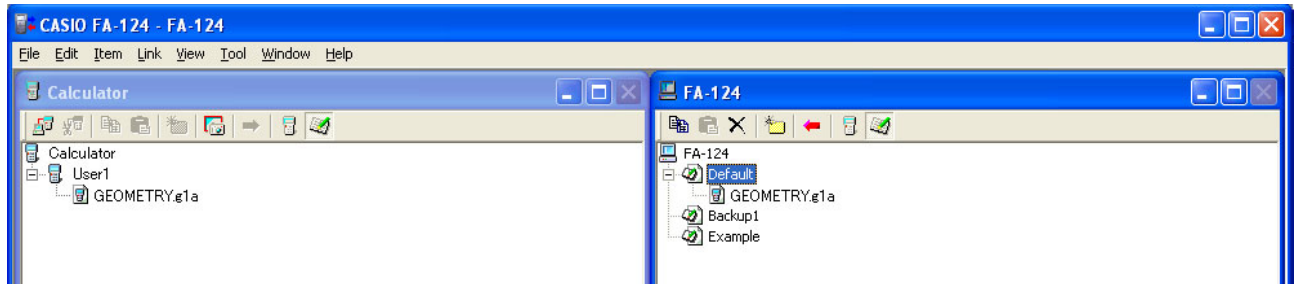 CASIO FA-124 - FA-124
File Edit Item Link View Tool Window Help
Calculator
Calculator
User1
GEOMETRY.g1a
FA-124
FA-124
Default
GEOMETRY.g1a
Backup1
Example